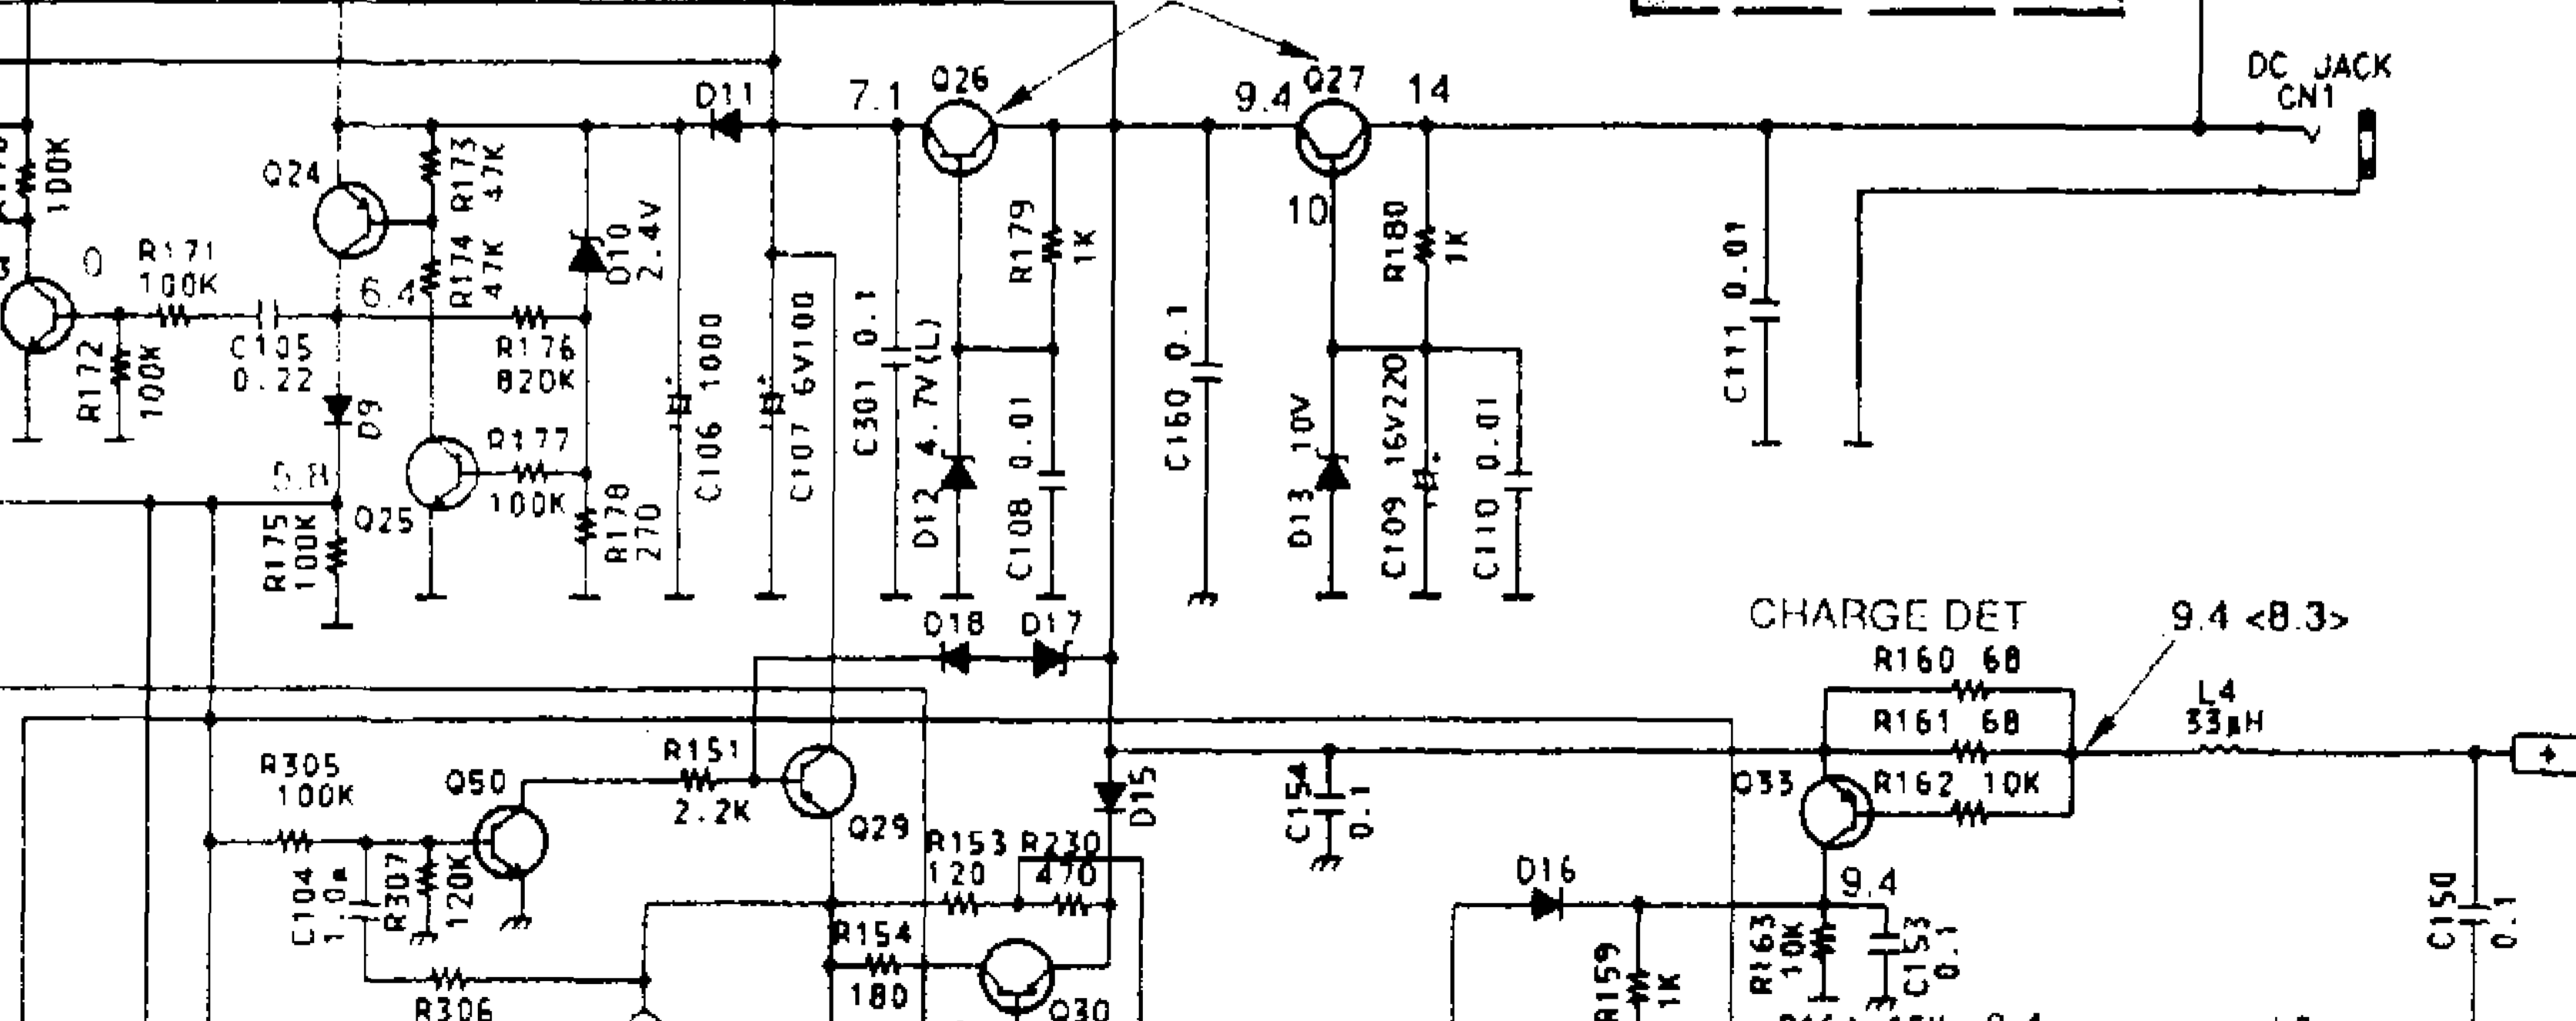 DC JACK
CN1
Q26
Q27
D11
7.1
9.4
14
100K
Q24
R173
47K
R174
47K
D10
2.4V
R179
1K
10
R180
1K
C111 0.01
0
R171
100K
6.4
C105
0.22
R176
820K
R172
100K
D9
C106 1000
C107 6V100
C301 0.1
D12 4.7V(L)
C108 0.01
C160 0.1
D13 10V
C109 16V220
C110 0.01
R177
100K
5.8
Q25
R175
100K
R178
270
D18
D17
CHARGE DET
9.4 <8.3>
R160 68
R161 68
L4
33µH
R162 10K
Q33
R305
100K
Q50
R151
2.2K
Q29
D15
C154
0.1
R153
120
R230
470
C104
R307
120K
R154
180
Q30
R306
D16
9.4
R163
10K
C153
0.1
R159
1K
C150
0.1
+